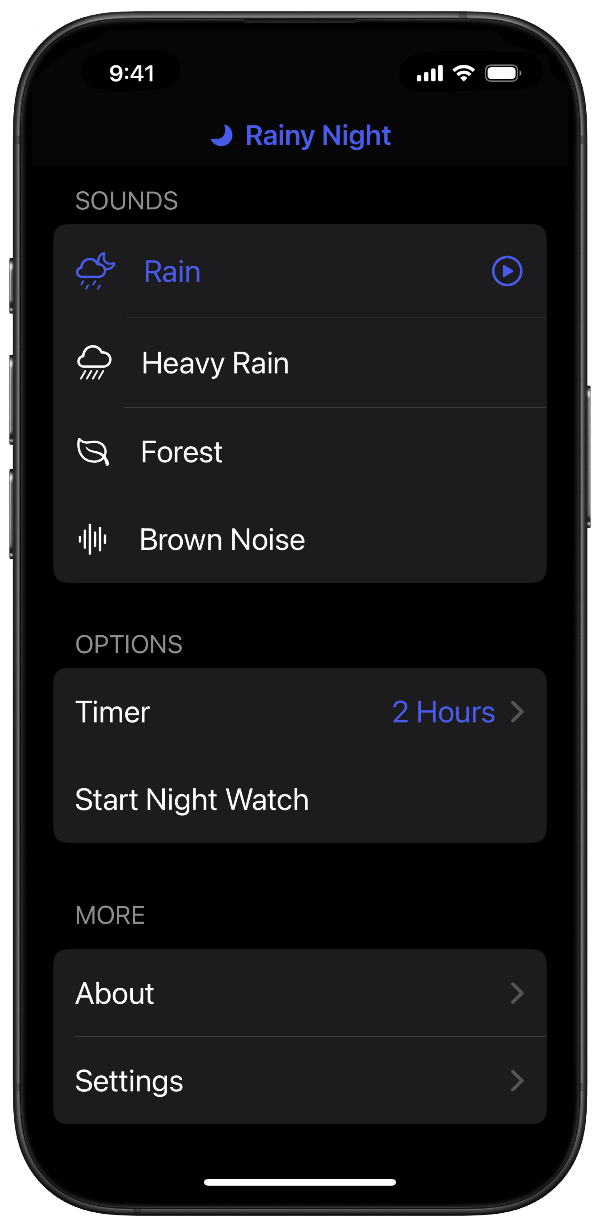 9:41
Rainy Night
SOUNDS
Rain
Heavy Rain
Forest
Brown Noise
OPTIONS
Timer 2 Hours
Start Night Watch
MORE
About
Settings